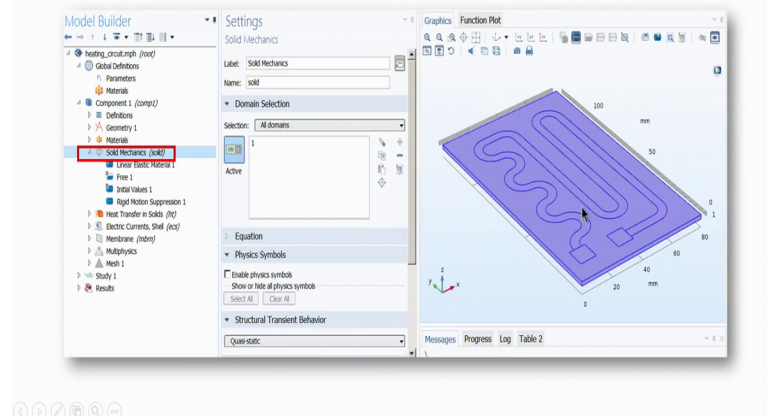 Model Builder
heating_circuit.mph (root)
Global Definitions
Parameters
Materials
Component 1 (comp1)
Definitions
Geometry 1
Materials
Solid Mechanics (solid)
Linear Elastic Material 1
Free 1
Initial Values 1
Rigid Motion Suppression 1
Heat Transfer in Solids (ht)
Electric Currents, Shell (ecs)
Membrane (mbrn)
Multiphysics
Mesh 1
Study 1
Results
Settings
Solid Mechanics
Label: Solid Mechanics
Name: solid
Domain Selection
Selection: All domains
1
Active
Equation
Physics Symbols
Enable physics symbols
Show or hide all physics symbols
Select All Clear All
Structural Transient Behavior
Quasi-static
Graphics Function Plot
100
mm
50
0
1
80
60
40
mm
20
0
z
y
x
Messages Progress Log Table 2